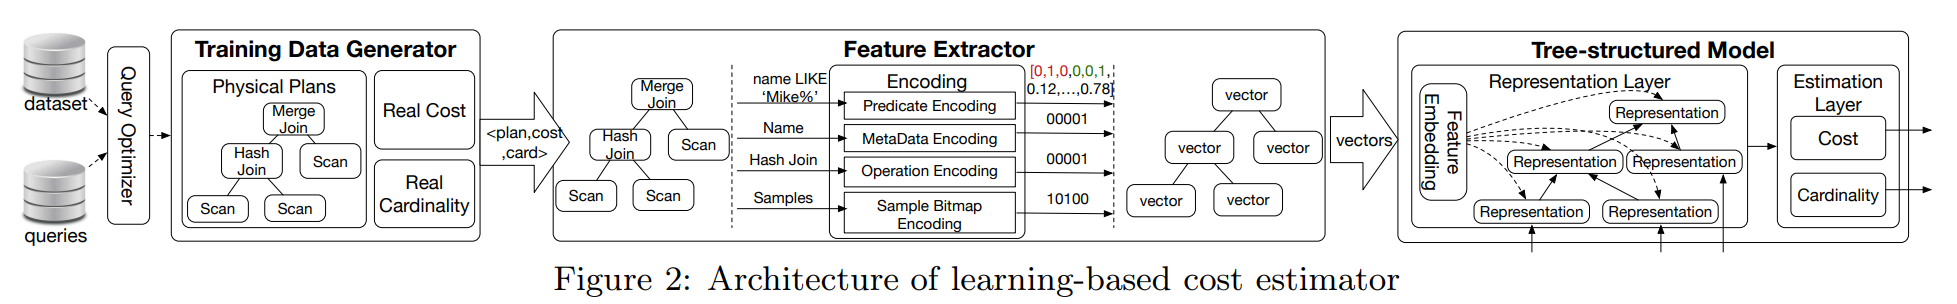 dataset
queries
Query Optimizer
Training Data Generator
Physical Plans
Merge
Join
Hash
Join
Scan
Scan
Scan
Real Cost
Real
Cardinality
<plan,cost
,card>
Feature Extractor
Merge
Join
Hash
Join
Scan
Scan
Scan
name LIKE
‘Mike%’
Name
Hash Join
Samples
Encoding
Predicate Encoding
MetaData Encoding
Operation Encoding
Sample Bitmap
Encoding
[0,1,0,0,0,1,
0.12,...,0.78]
00001
00001
10100
vector
vector
vector
vector
vector
vectors
Tree-structured Model
Representation Layer
Feature
Embedding
Representation
Representation
Representation
Representation
Representation
Estimation
Layer
Cost
Cardinality
Figure 2: Architecture of learning-based cost estimator